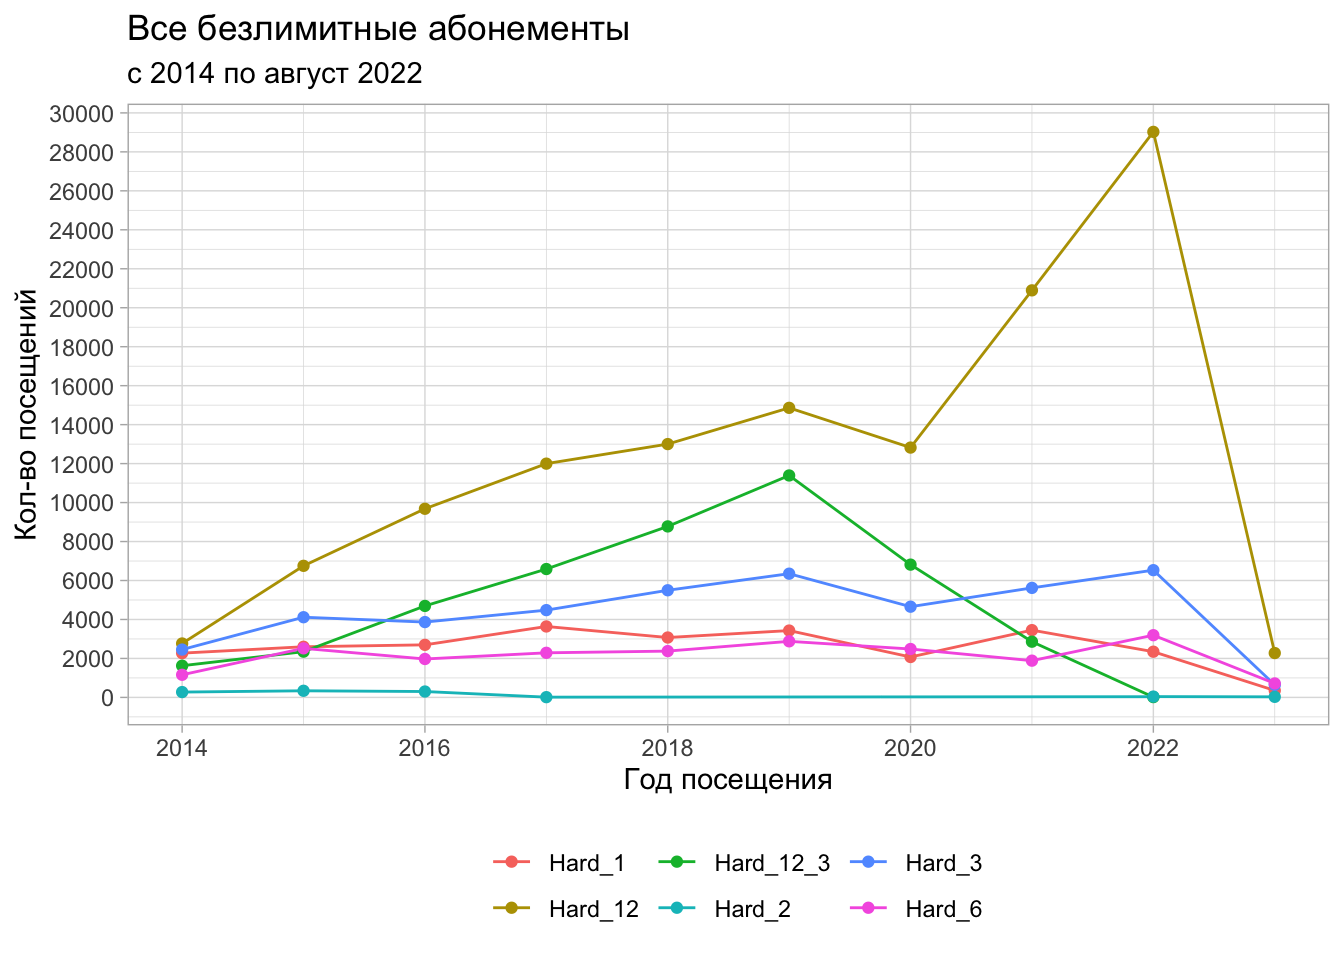 Все безлимитные абонементы
с 2014 по август 2022
30000
28000
26000
24000
22000
20000
18000
16000
14000
12000
10000
8000
6000
4000
2000
0
Кол-во посещений
2014 2016 2018 2020 2022
Год посещения
Hard_1 Hard_12_3 Hard_3
Hard_12 Hard_2 Hard_6